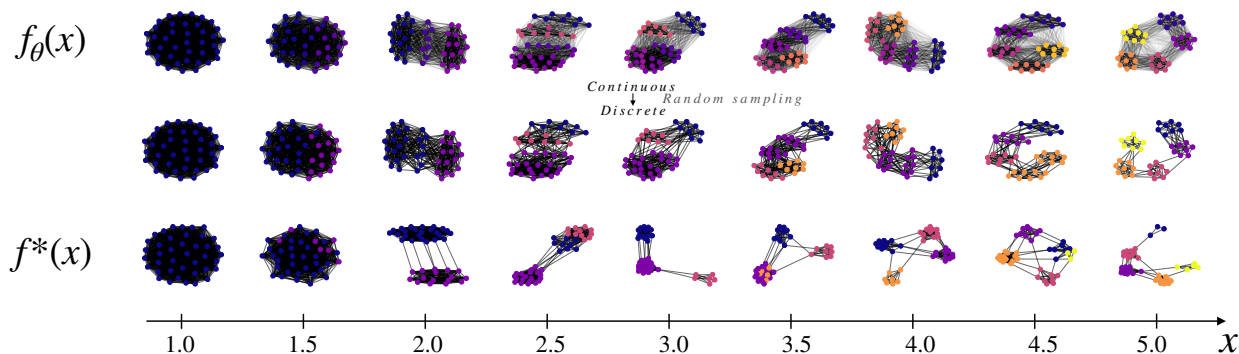 f_θ(x)
Continuous
Random sampling
Discrete
f*(x)
1.0 1.5 2.0 2.5 3.0 3.5 4.0 4.5 5.0 x